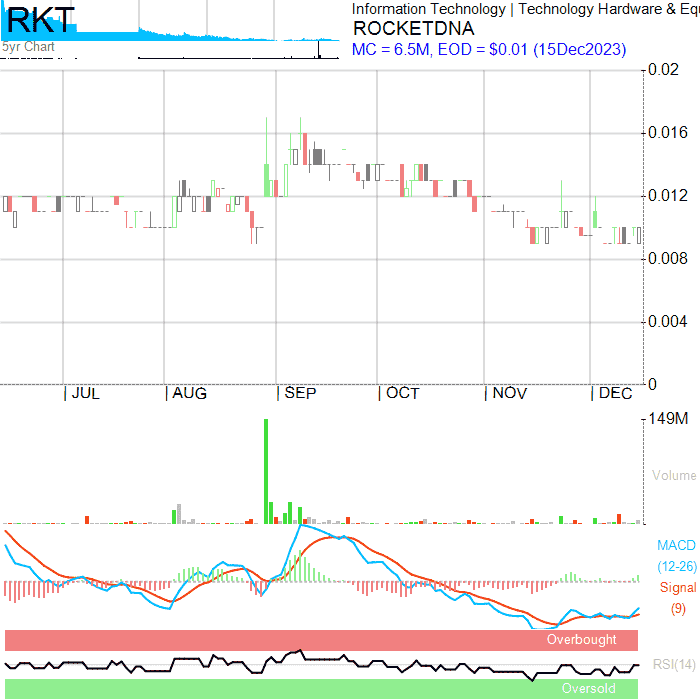 RKT
5yr Chart
Information Technology | Technology Hardware & Equ
ROCKETDNA
MC = 6.5M, EOD = $0.01 (15Dec2023)
0.02
0.016
0.012
0.008
0.004
0
| JUL | AUG | SEP | OCT | NOV | DEC
149M
Volume
MACD
(12-26)
Signal
(9)
Overbought
RSI(14)
Oversold